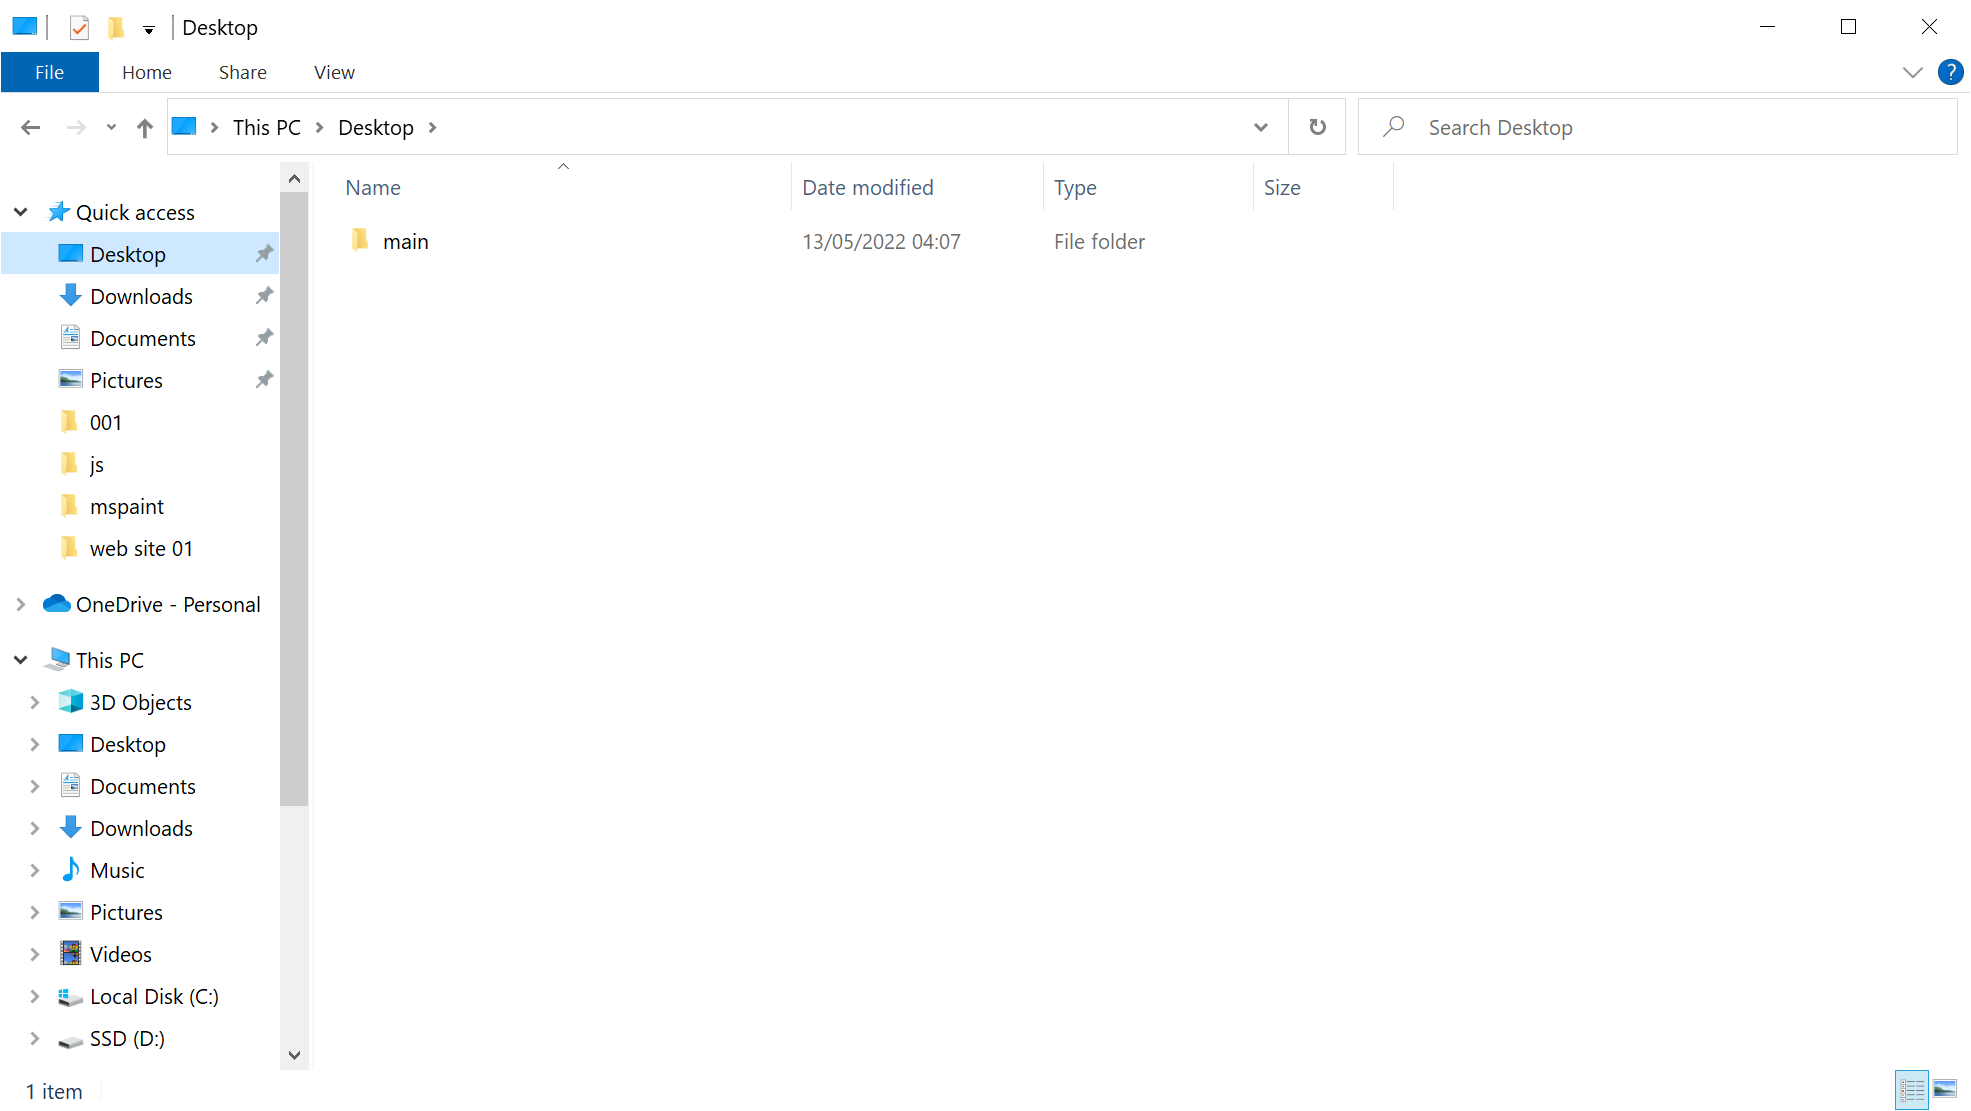 Desktop
File Home Share View ?
This PC Desktop Search Desktop
Name Date modified Type Size
main 13/05/2022 04:07 File folder
Quick access
Desktop
Downloads
Documents
Pictures
001
js
mspaint
web site 01
OneDrive - Personal
This PC
3D Objects
Desktop
Documents
Downloads
Music
Pictures
Videos
Local Disk (C:)
SSD (D:)
1 item